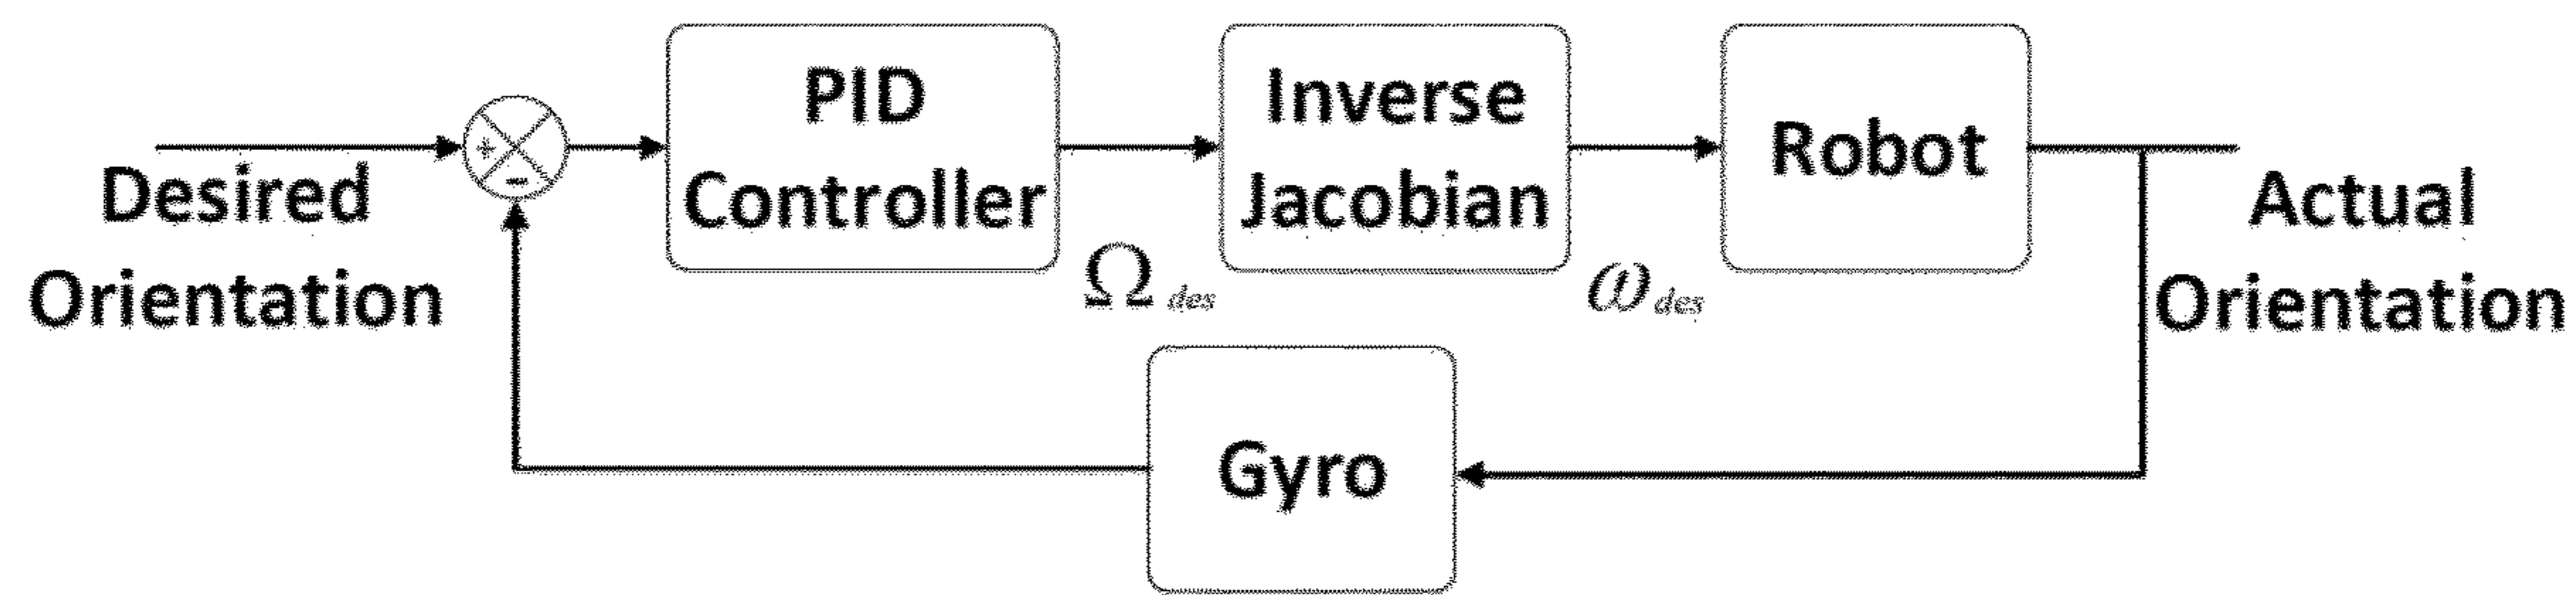 PID
Controller
Inverse
Jacobian
Robot
+
-
Desired
Orientation
Ω des
ω des
Actual
Orientation
Gyro